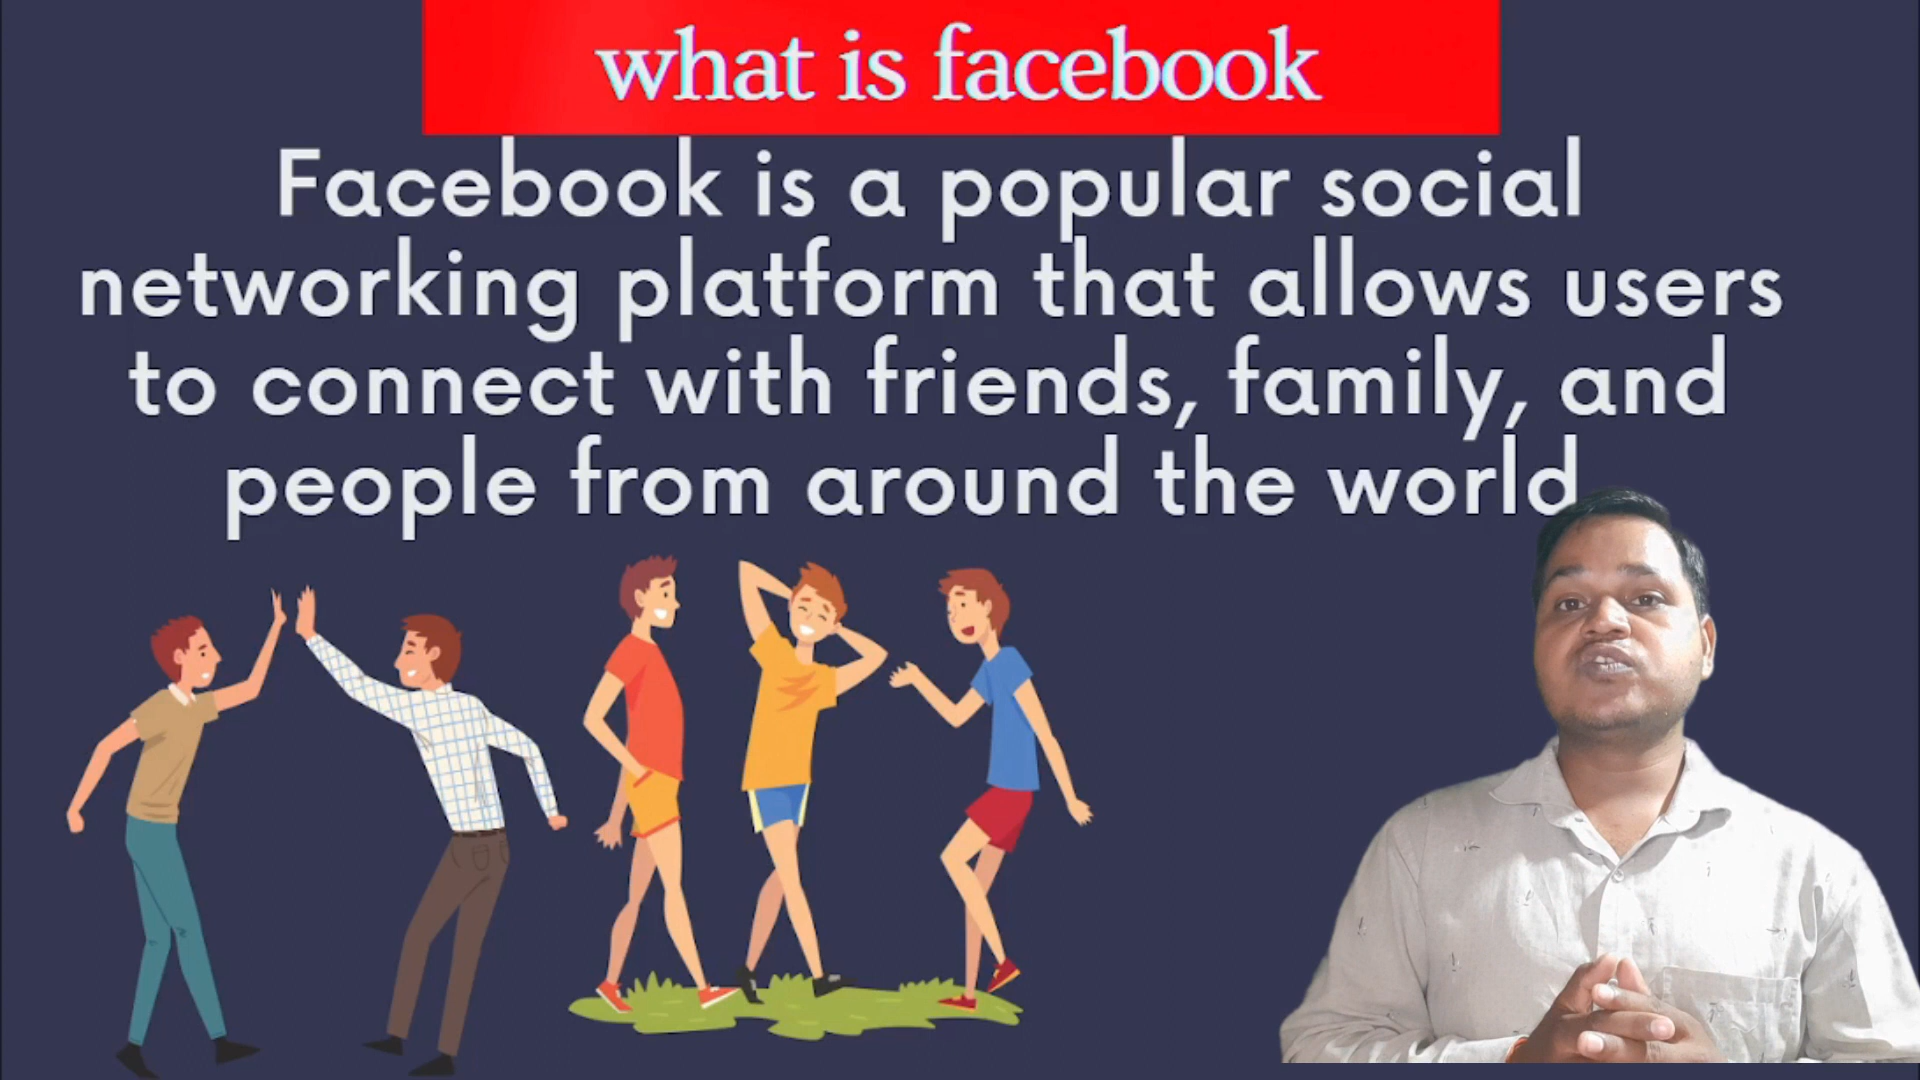 what is facebook
Facebook is a popular social
networking platform that allows users
to connect with friends, family, and
people from around the world